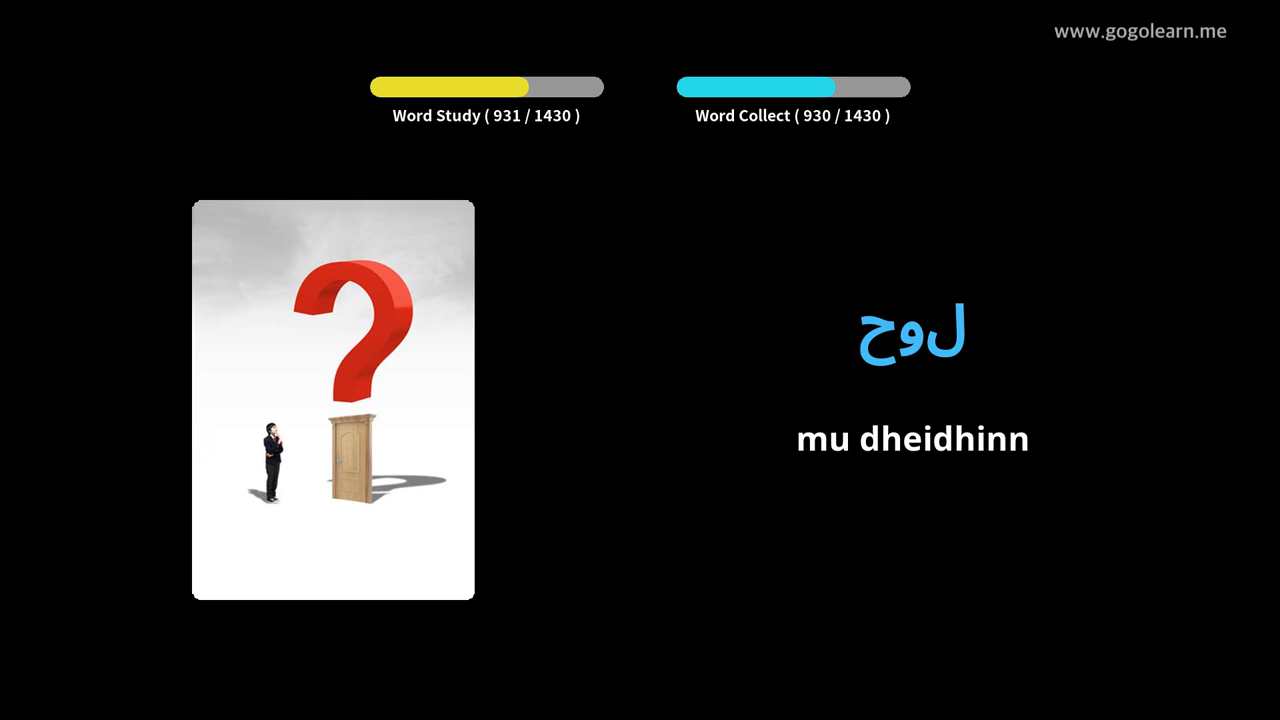 www.gogolearn.me
Word Study ( 931 / 1430 )
Word Collect ( 930 / 1430 )
حول
mu dheidhinn